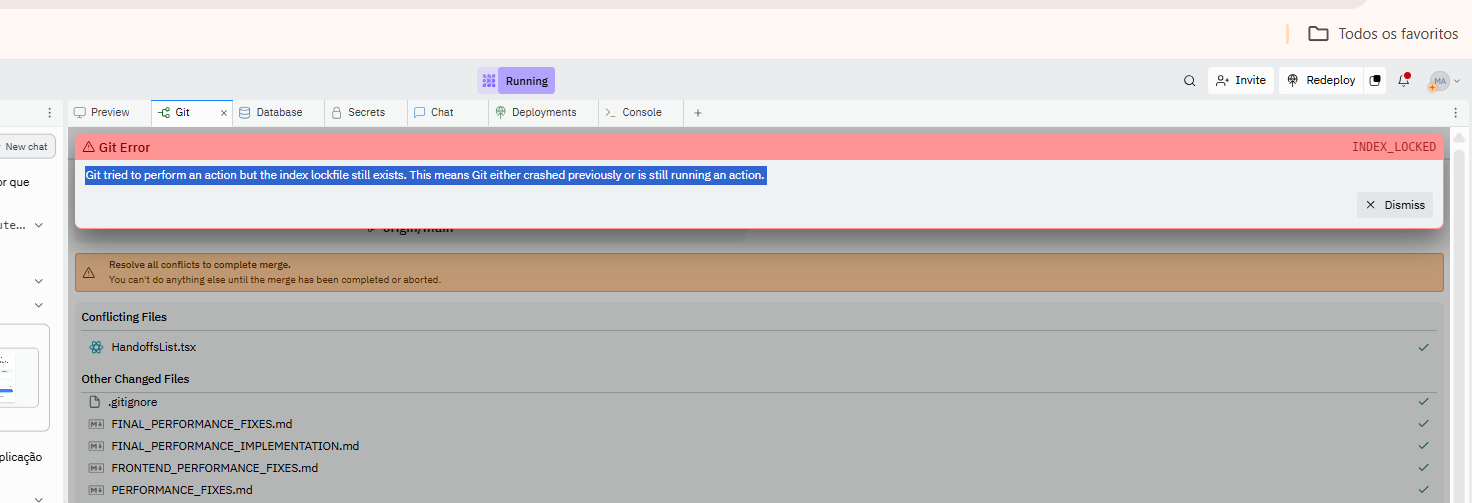 Todos os favoritos
Running
Invite
Redeploy
MA
Preview
Git
Database
Secrets
Chat
Deployments
Console
New chat
Git Error
INDEX_LOCKED
or que
Git tried to perform an action but the index lockfile still exists. This means Git either crashed previously or is still running an action.
Dismiss
ute...
origin/main
Resolve all conflicts to complete merge.
You can't do anything else until the merge has been completed or aborted.
Conflicting Files
HandoffsList.tsx
Other Changed Files
.gitignore
FINAL_PERFORMANCE_FIXES.md
FINAL_PERFORMANCE_IMPLEMENTATION.md
plicação
FRONTEND_PERFORMANCE_FIXES.md
PERFORMANCE_FIXES.md